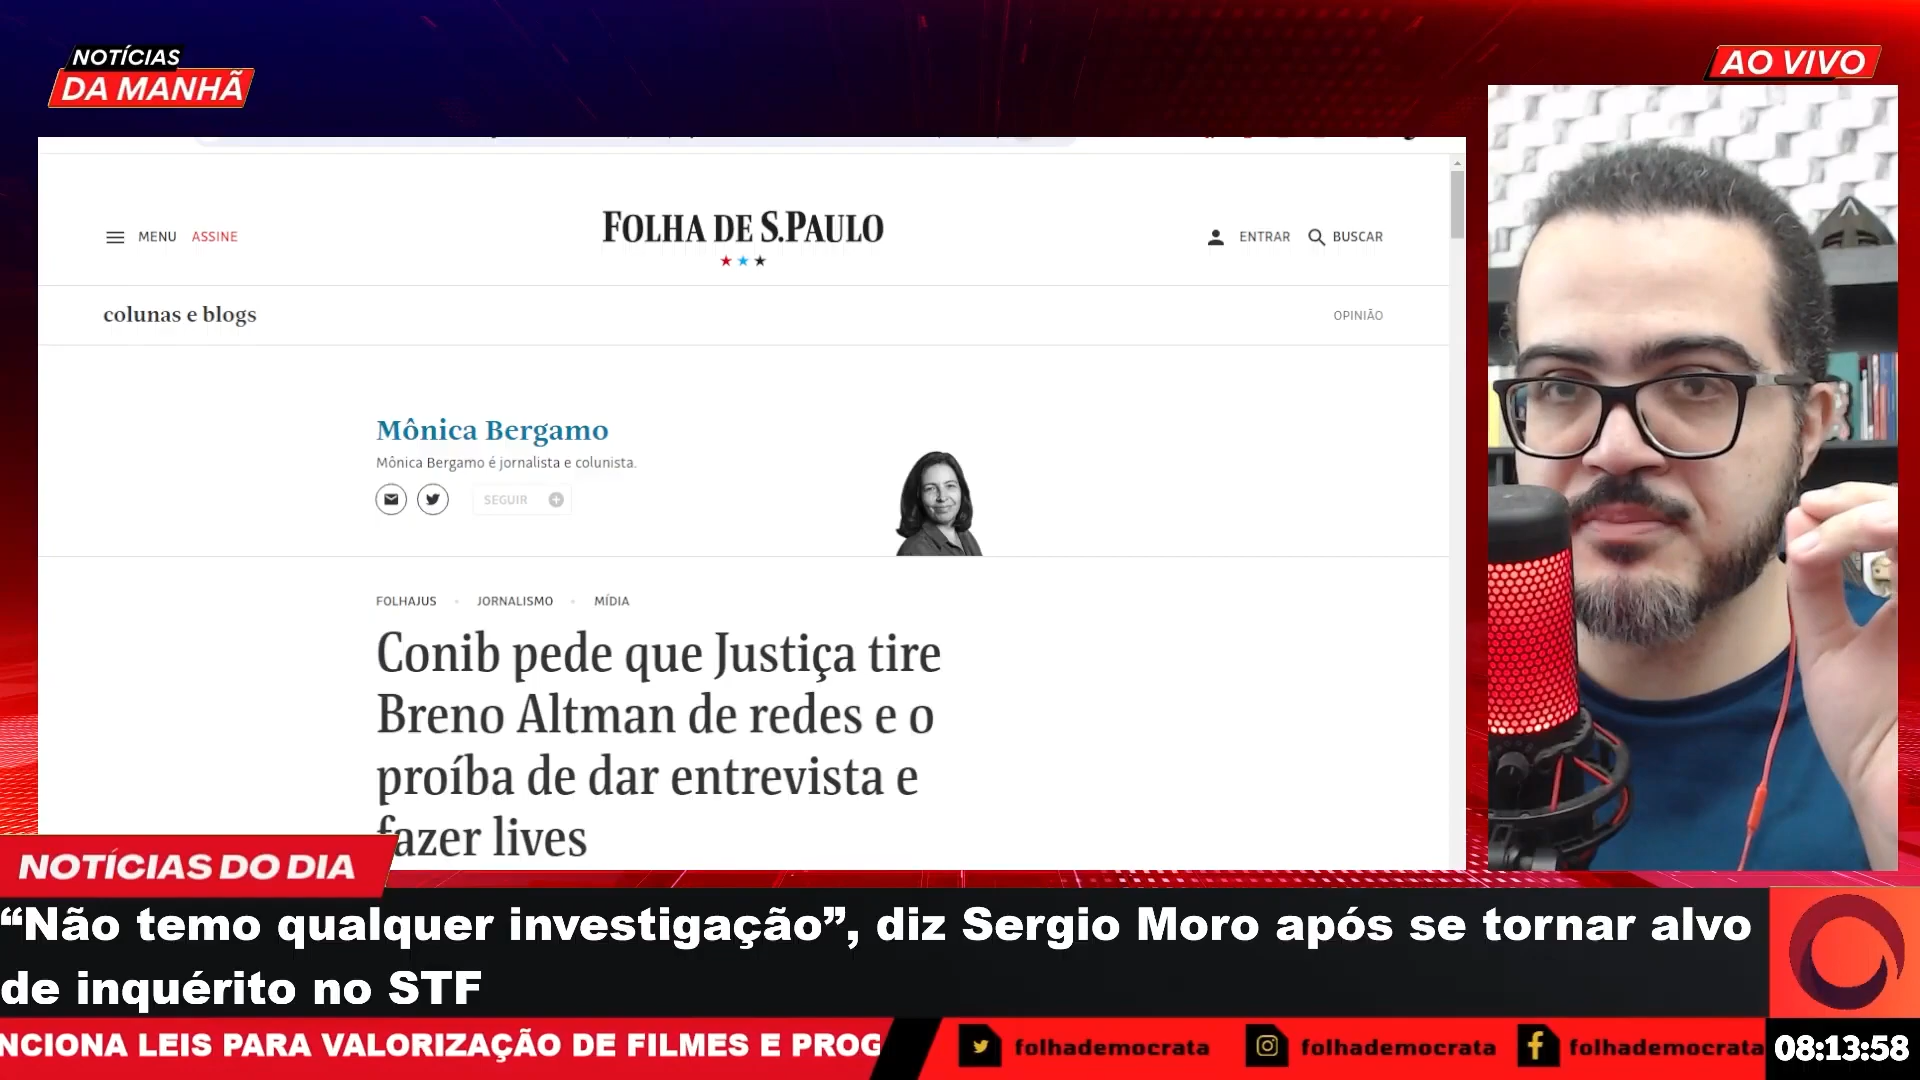 NOTÍCIAS
DA MANHÃ
AO VIVO
MENU ASSINE
FOLHA DE S.PAULO
ENTRAR BUSCAR
colunas e blogs
OPINIÃO
Mônica Bergamo
Mônica Bergamo é jornalista e colunista.
SEGUIR
FOLHAJUS JORNALISMO MÍDIA
Conib pede que Justiça tire
Breno Altman de redes e o
proíba de dar entrevista e
fazer lives
NOTÍCIAS DO DIA
“Não temo qualquer investigação”, diz Sergio Moro após se tornar alvo
de inquérito no STF
NCIONA LEIS PARA VALORIZAÇÃO DE FILMES E PROG
folhademocrata
folhademocrata
folhademocrata
08:13:58